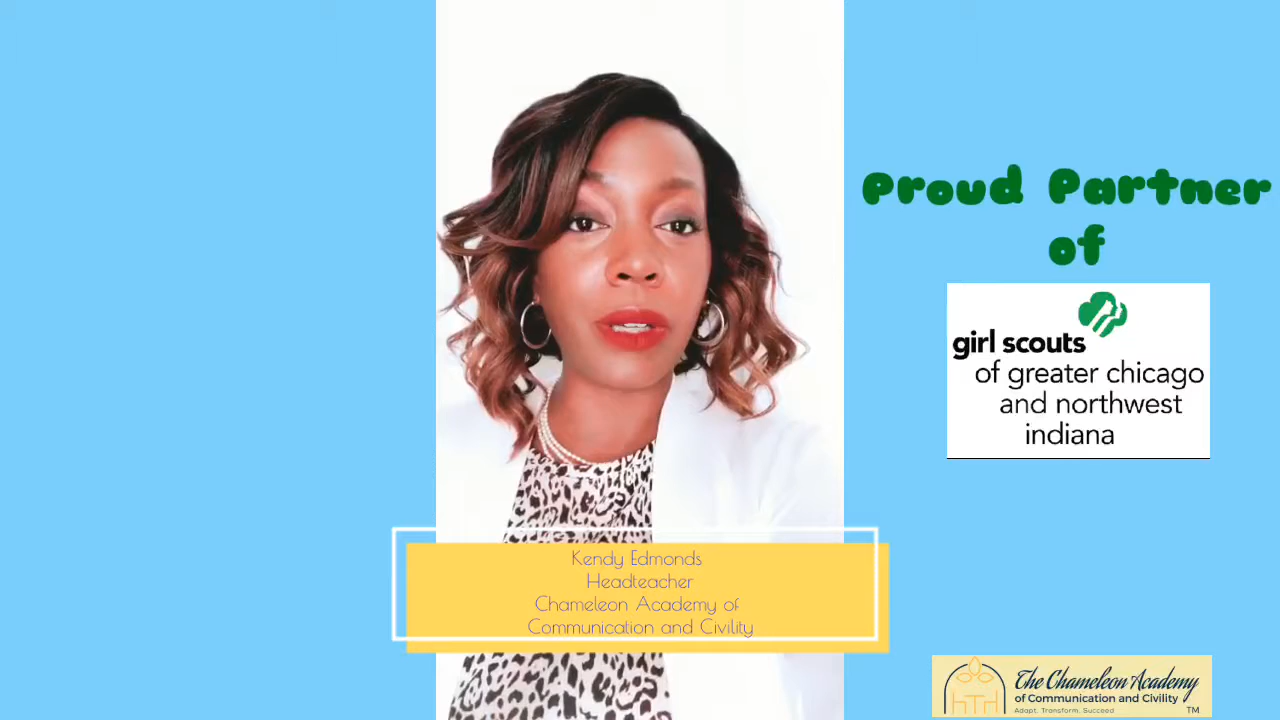 Proud Partner
of
girl scouts
of greater chicago
and northwest
indiana
Kendy Edmonds
Headteacher
Chameleon Academy of
Communication and Civility
The Chameleon Academy
of Communication and Civility
Adapt. Transform. Succeed
TM